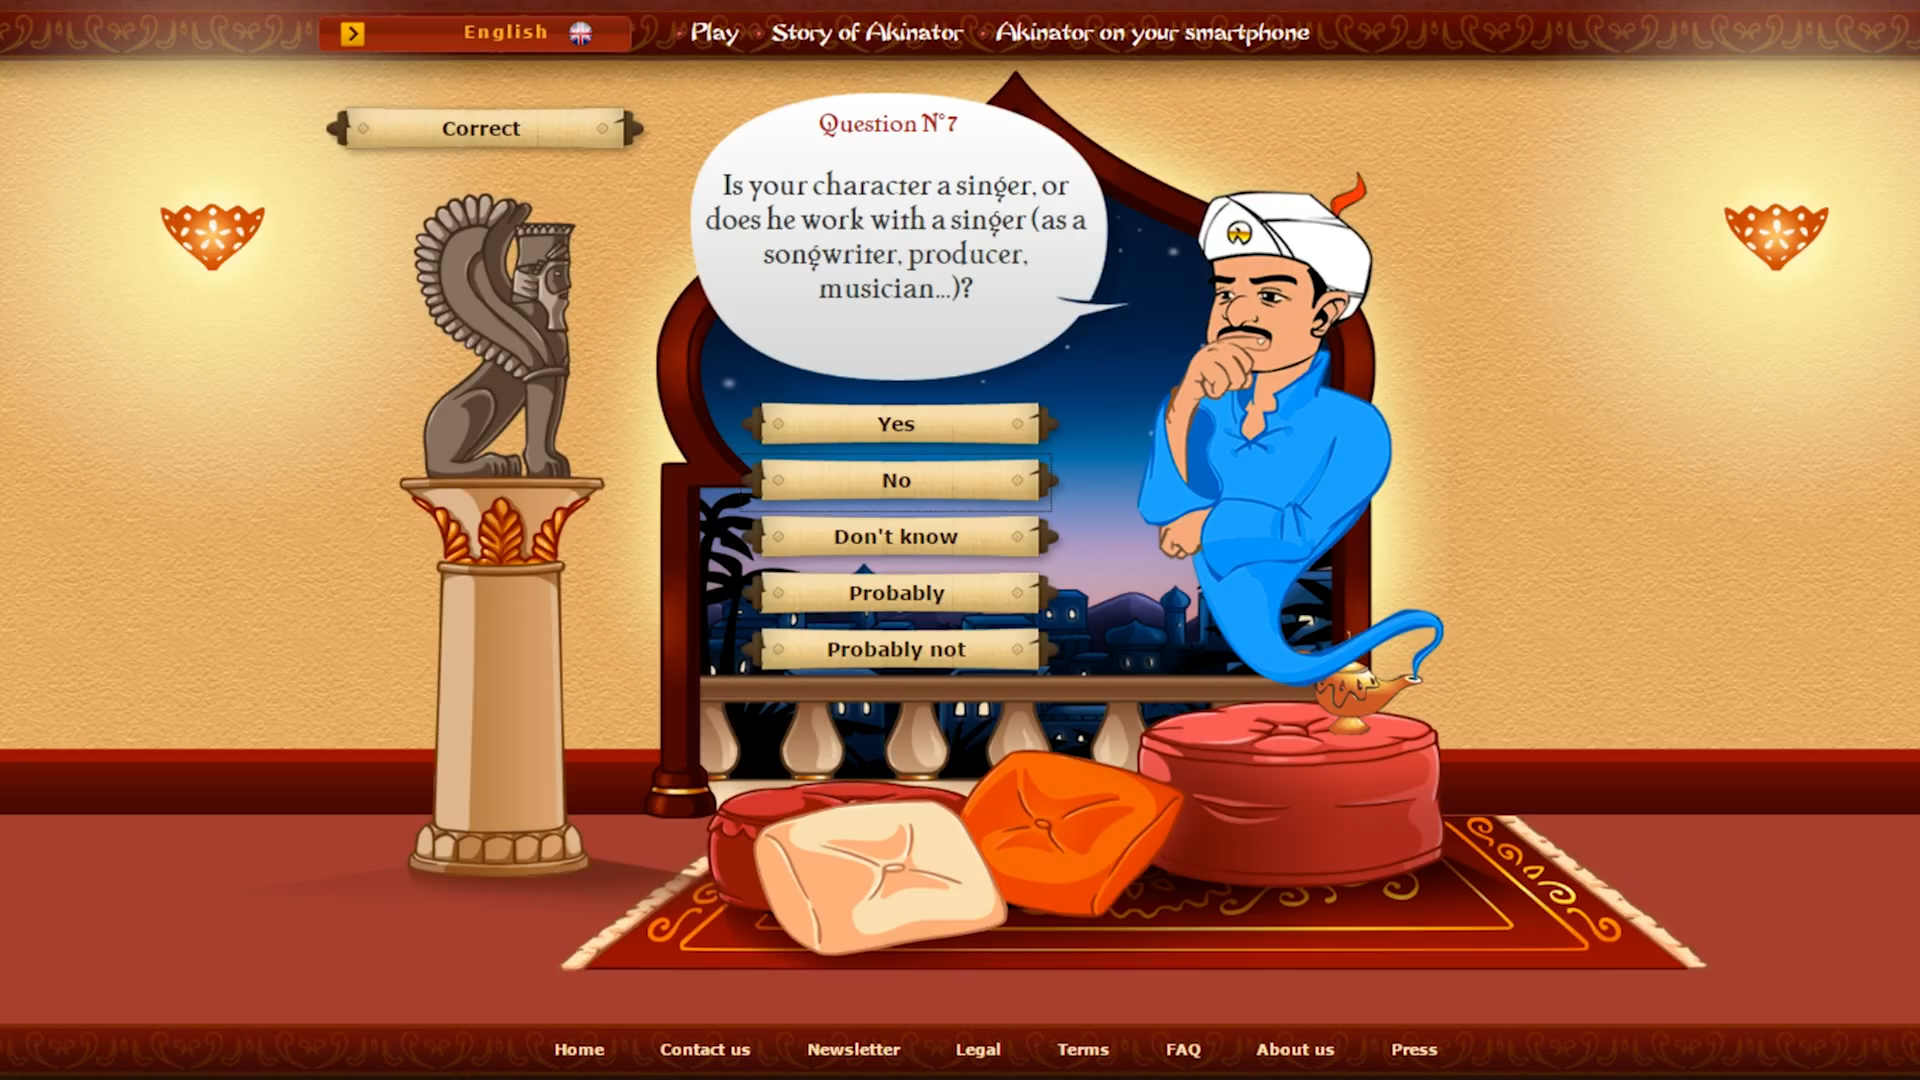 English
Play
Story of Akinator
Akinator on your smartphone
Correct
Question N°7
Is your character a singer, or
does he work with a singer (as a
songwriter, producer,
musician...)?
Yes
No
Don't know
Probably
Probably not
Home
Contact us
Newsletter
Legal
Terms
FAQ
About us
Press